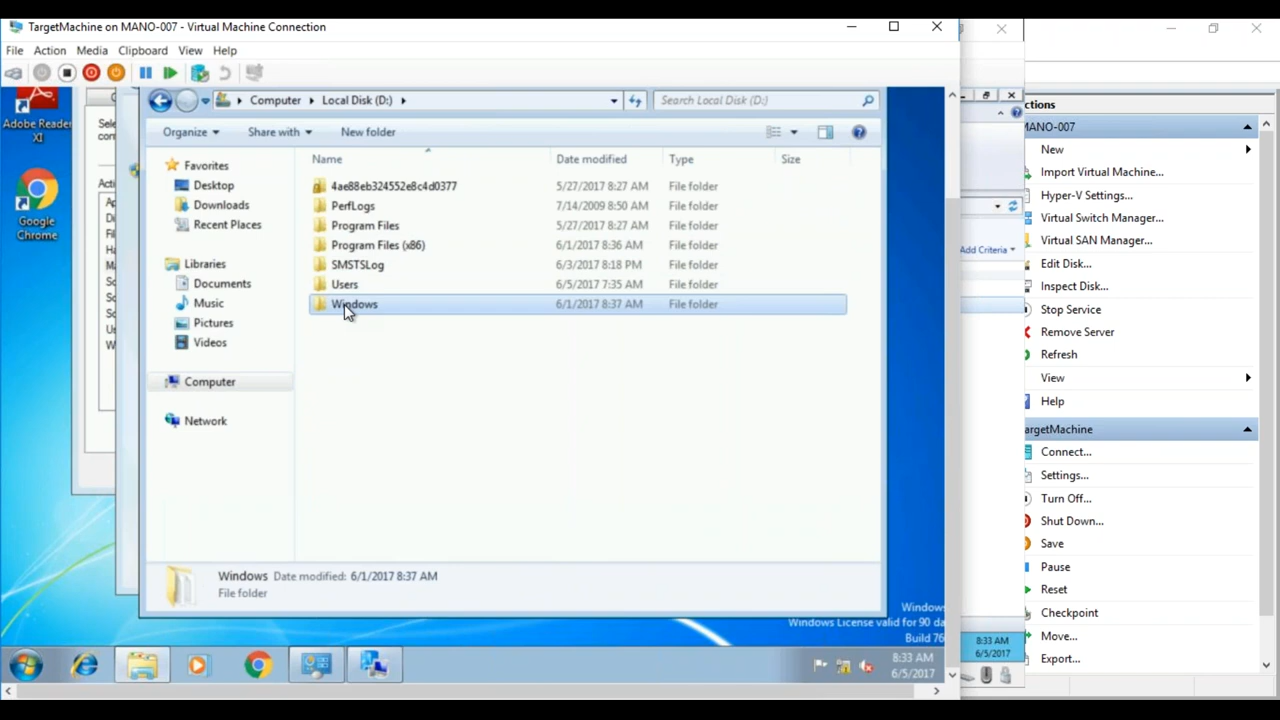 TargetMachine on MANO-007 - Virtual Machine Connection
File Action Media Clipboard View Help
Computer Local Disk (D:) Search Local Disk (D:)
Organize Share with New folder
Name Date modified Type Size
4ae88eb324552e8c4d0377 5/27/2017 8:27 AM File folder
PerfLogs 7/14/2009 8:50 AM File folder
Program Files 5/27/2017 8:27 AM File folder
Program Files (x86) 6/1/2017 8:36 AM File folder
SMSTSLog 6/3/2017 8:18 PM File folder
Users 6/5/2017 7:35 AM File folder
Windows 6/1/2017 8:37 AM File folder
Favorites
Desktop
Downloads
Recent Places
Libraries
Documents
Music
Pictures
Videos
Computer
Network
Windows Date modified: 6/1/2017 8:37 AM
File folder
Adobe Reader
XI
Google
Chrome
Sele
con
Acti
Windows
Windows License valid for 90 da
Build 76
8:33 AM
6/5/2017
Add Criteria
8:33 AM
6/5/2017
ctions
MANO-007
New
Import Virtual Machine...
Hyper-V Settings...
Virtual Switch Manager...
Virtual SAN Manager...
Edit Disk...
Inspect Disk...
Stop Service
Remove Server
Refresh
View
Help
argetMachine
Connect...
Settings...
Turn Off...
Shut Down...
Save
Pause
Reset
Checkpoint
Move...
Export...